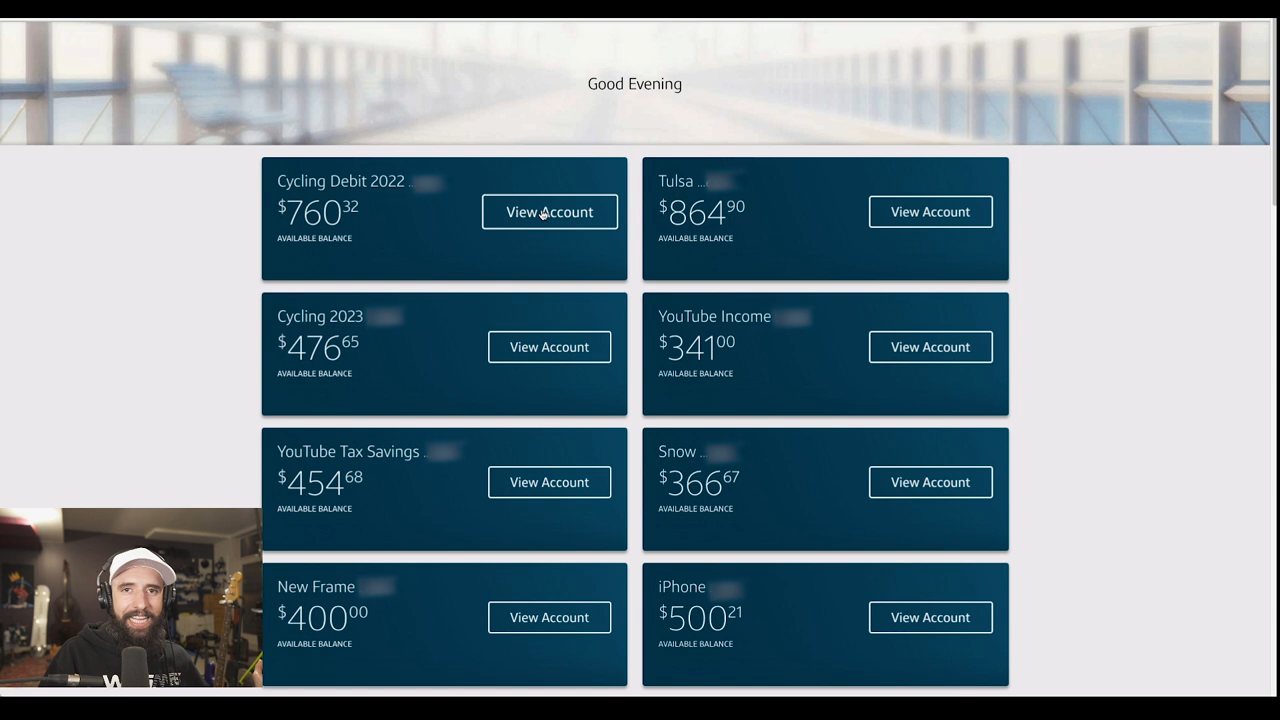 Good Evening
Cycling Debit 2022 ..
$760.32
View Account
AVAILABLE BALANCE
Tulsa ...
$864.90
View Account
AVAILABLE BALANCE
Cycling 2023
$476.65
View Account
AVAILABLE BALANCE
YouTube Income
$341.00
View Account
AVAILABLE BALANCE
YouTube Tax Savings ..
$454.68
View Account
AVAILABLE BALANCE
Snow ...
$366.67
View Account
AVAILABLE BALANCE
New Frame
$400.00
View Account
AVAILABLE BALANCE
iPhone
$500.21
View Account
AVAILABLE BALANCE